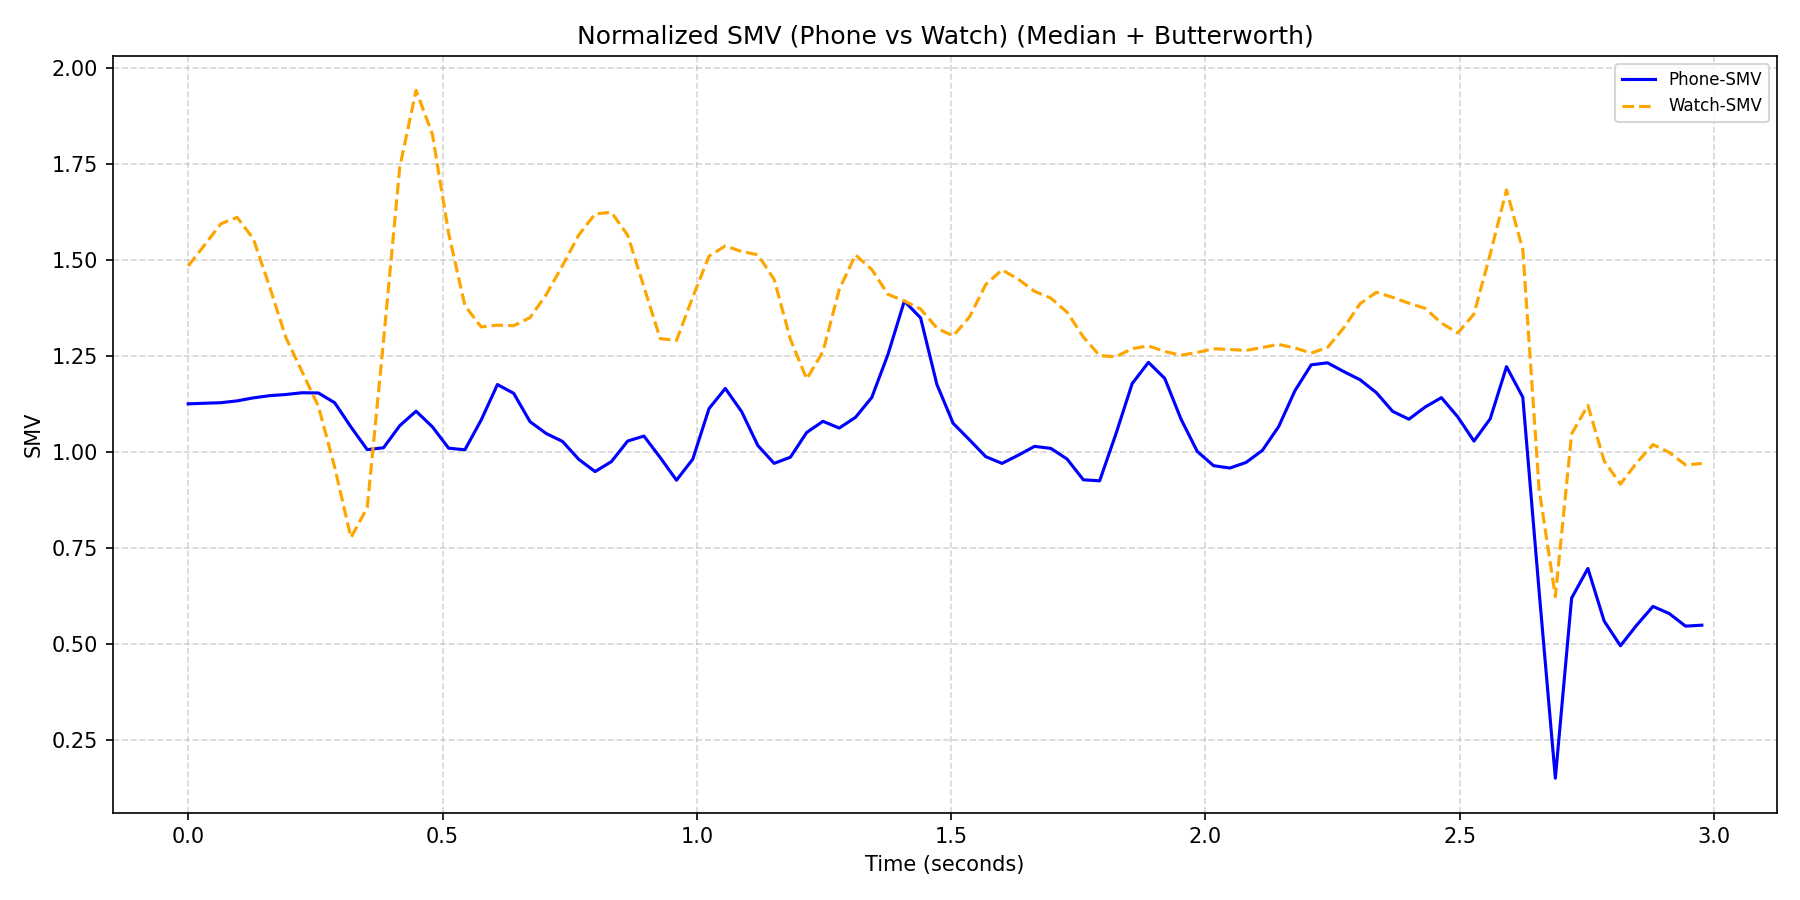 Normalized SMV (Phone vs Watch) (Median + Butterworth)
Phone-SMV
Watch-SMV
2.00
1.75
1.50
1.25
1.00
0.75
0.50
0.25
SMV
0.0 0.5 1.0 1.5 2.0 2.5 3.0
Time (seconds)